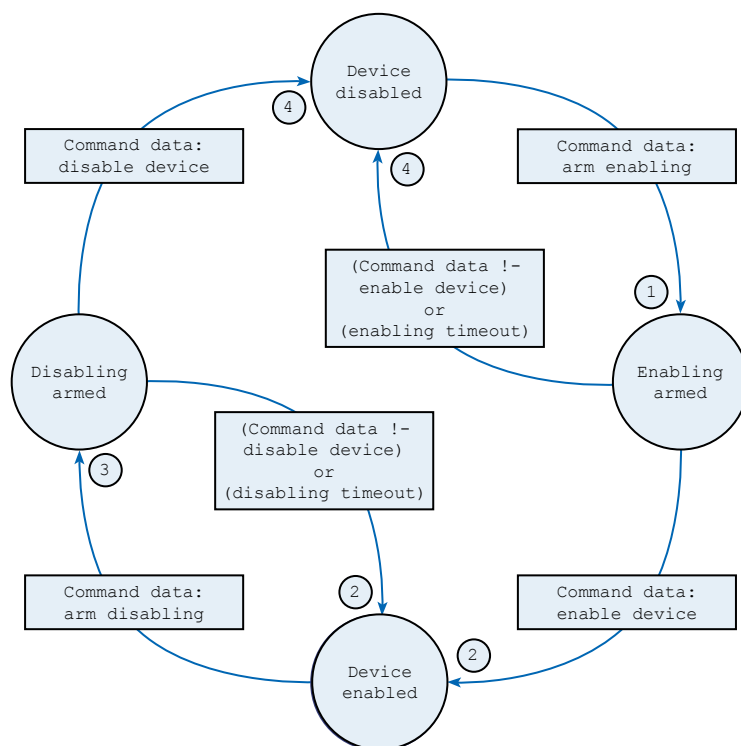 Device
disabled
4
Command data:
disable device
Command data:
arm enabling
4
(Command data !-
enable device)
or
(enabling timeout)
1
Disabling
armed
Enabling
armed
(Command data !-
disable device)
or
(disabling timeout)
3
Command data:
arm disabling
2
Command data:
enable device
2
Device
enabled